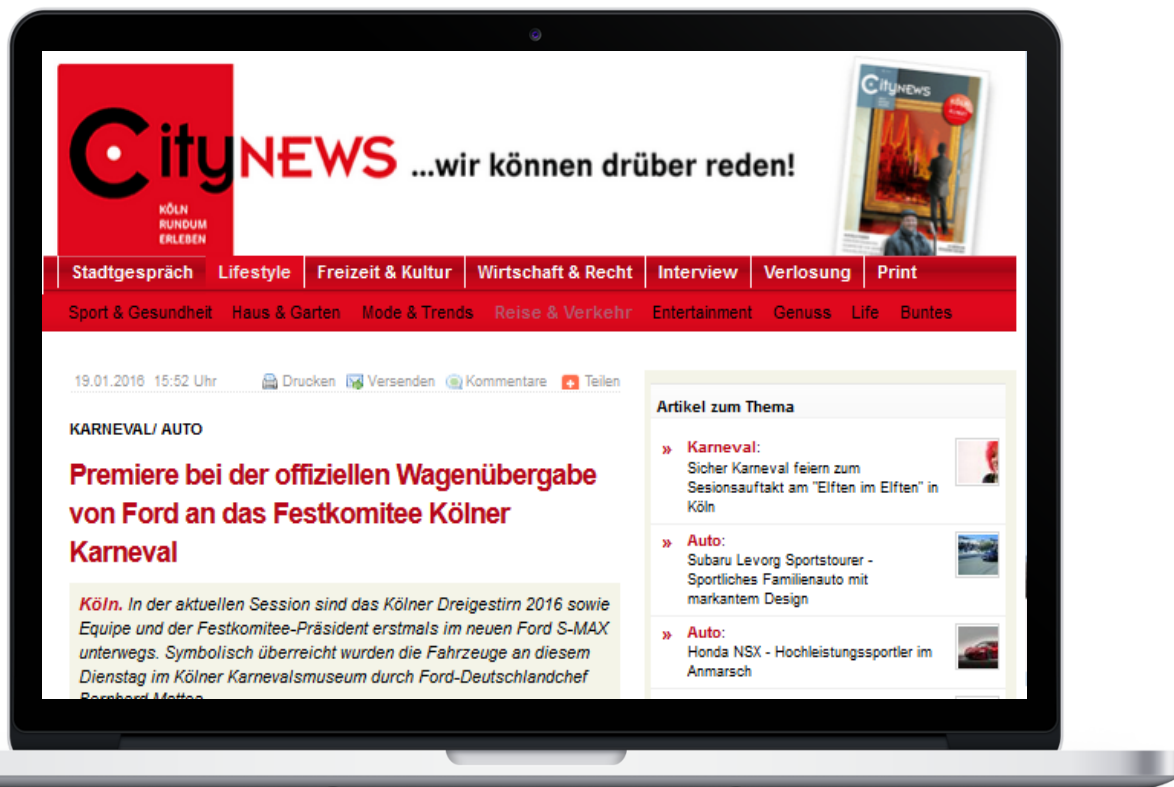 CityNEWS ...wir können drüber reden!
KÖLN
RUNDUM
ERLEBEN
CityNEWS
Stadtgespräch Lifestyle Freizeit & Kultur Wirtschaft & Recht Interview Verlosung Print
Sport & Gesundheit Haus & Garten Mode & Trends Reise & Verkehr Entertainment Genuss Life Buntes
19.01.2016 15:52 Uhr Drucken Versenden Kommentare Teilen
KARNEVAL/ AUTO
Premiere bei der offiziellen Wagenübergabe
von Ford an das Festkomitee Kölner
Karneval
Köln. In der aktuellen Session sind das Kölner Dreigestirn 2016 sowie
Equipe und der Festkomitee-Präsident erstmals im neuen Ford S-MAX
unterwegs. Symbolisch überreicht wurden die Fahrzeuge an diesem
Dienstag im Kölner Karnevalsmuseum durch Ford-Deutschlandchef
Bernhard Mattes
Artikel zum Thema
» Karneval:
Sicher Karneval feiern zum
Sesionsauftakt am "Elften im Elften" in
Köln
» Auto:
Subaru Levorg Sportstourer -
Sportliches Familienauto mit
markantem Design
» Auto:
Honda NSX - Hochleistungssportler im
Anmarsch